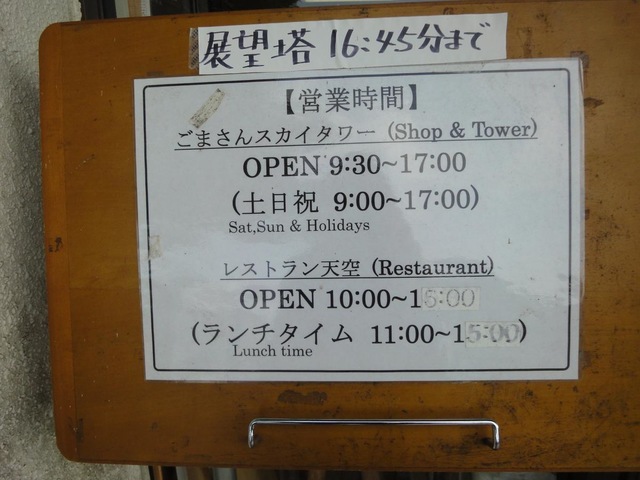 展望塔 16:45分まで
【営業時間】
ごまさんスカイタワー (Shop & Tower)
OPEN 9:30~17:00
(土日祝 9:00~17:00)
Sat,Sun & Holidays
レストラン天空 (Restaurant)
OPEN 10:00~15:00
(ランチタイム 11:00~15:00)
Lunch time